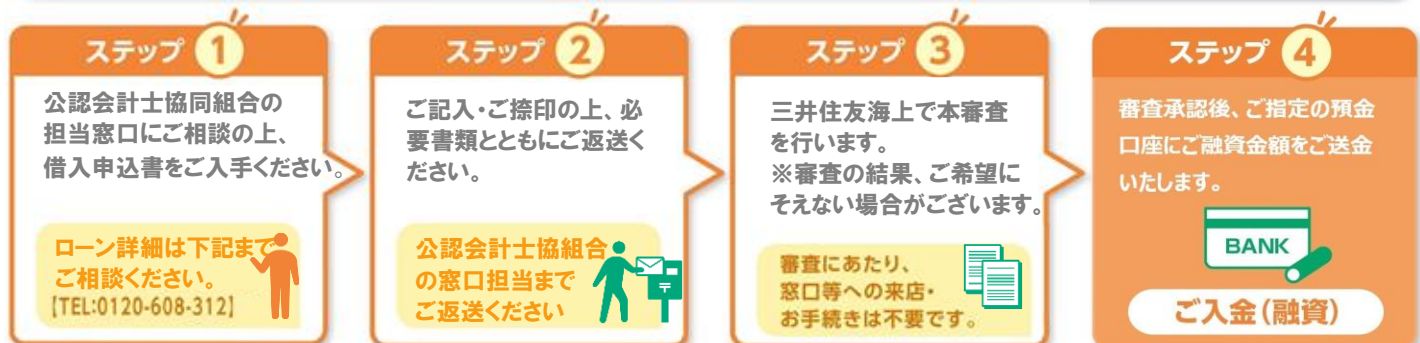 ステップ 1
公認会計士協同組合の
担当窓口にご相談の上、
借入申込書をご入手ください。
ローン詳細は下記まで
ご相談ください。
【TEL:0120-608-312】
ステップ 2
ご記入・ご捺印の上、必
要書類とともにご返送く
ださい。
公認会計士協組合
の窓口担当まで
ご返送ください
ステップ 3
三井住友海上で本審査
を行います。
※審査の結果、ご希望に
そえない場合がございます。
審査にあたり、
窓口等への来店・
お手続きは不要です。
ステップ 4
審査承認後、ご指定の預金
口座にご融資金額をご送金
いたします。
BANK
ご入金(融資)